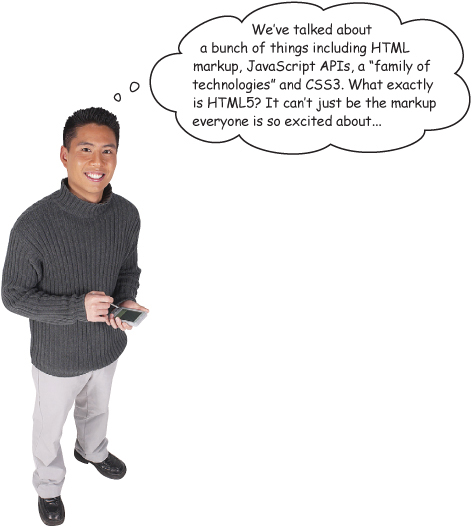 We've talked about
a bunch of things including HTML
markup, JavaScript APIs, a "family of
technologies" and CSS3. What exactly
is HTML5? It can't just be the markup
everyone is so excited about...